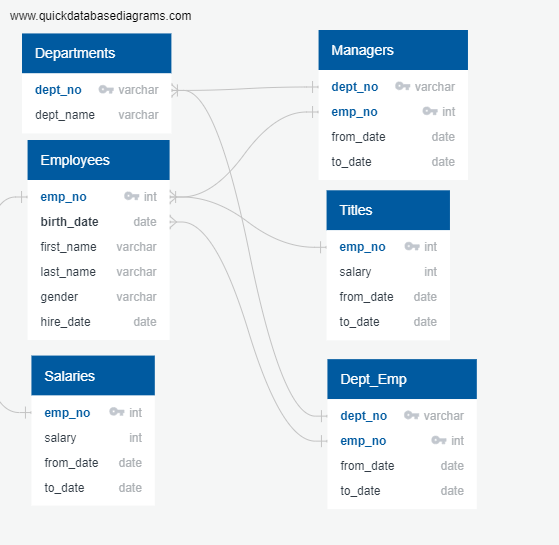 www.quickdatabasediagrams.com
Departments
dept_no varchar
dept_name varchar
Employees
emp_no int
birth_date date
first_name varchar
last_name varchar
gender varchar
hire_date date
Salaries
emp_no int
salary int
from_date date
to_date date
Managers
dept_no varchar
emp_no int
from_date date
to_date date
Titles
emp_no int
salary int
from_date date
to_date date
Dept_Emp
dept_no varchar
emp_no int
from_date date
to_date date